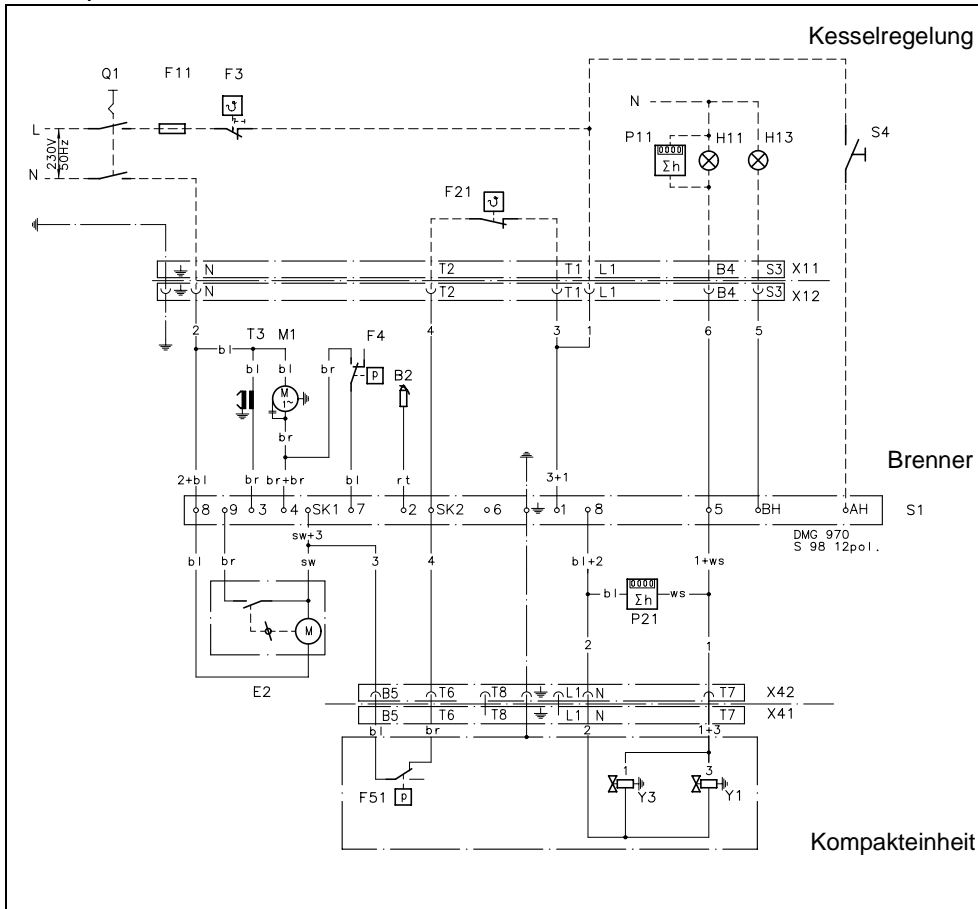 Kesselregelung
Q1 F11 F3
N
P11 H11 H13 S4
0000
Σh
L
230V
50Hz
N
F21
N T2 T1 L1 B4 S3 X11
N T2 T1 L1 B4 S3 X12
2 4 3 1 6 5
T3 M1 F4
bl br
bl bl P B2
M
1~
br
Brenner
2+bl br br+br bl rt 3+1
8 9 3 4 SK1 7 2 SK2 6 1 8 5 BH AH S1
DMG 970
S 98 12pol.
sw+3
bl br sw 3 4 bl+2 1+ws
0000
bl Σh ws
P21
M
2 1
E2
B5 T6 T8 L1 N T7 X42
B5 T6 T8 L1 N T7 X41
bl br 2 1+3
1 3
F51 P Y3 Y1
Kompakteinheit